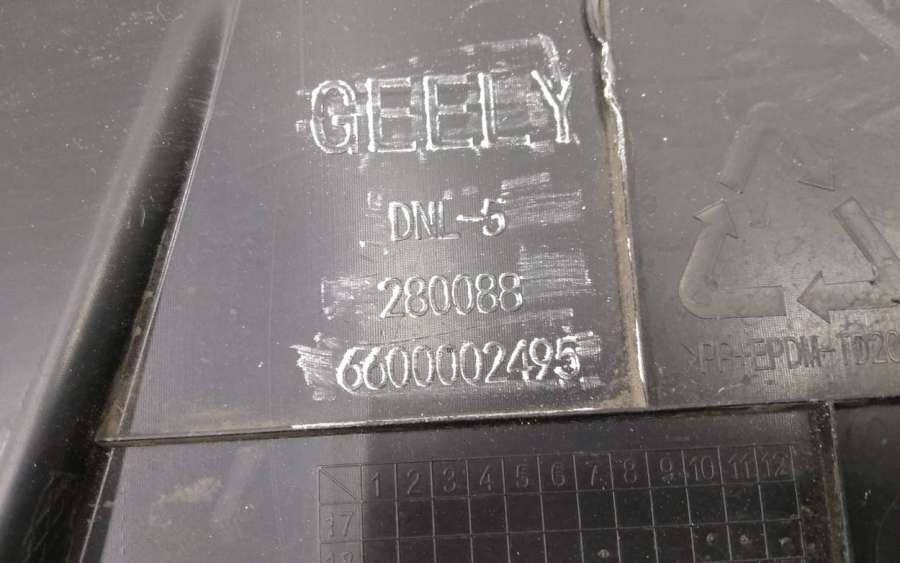 GEELY
DNL-5
280088
6600002495
>PP+EPDM-TD20
1 2 3 4 5 6 7 8 9 10 11 12
17